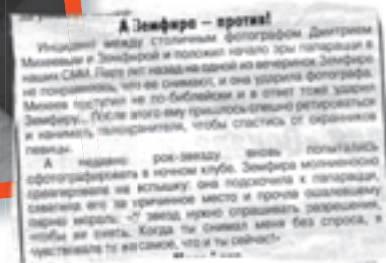 А Земфира — против!
Инцидент между столичным фотографом Дмитрием
Михеевым и Земфирой и положил начало эры папарацци в
наших СМИ. Пару лет назад на одной из вечеринок Земфире
не понравилось, что ее снимают, и она ударила фотографа.
Михеев поступил не по-библейски и в ответ тоже ударил
Земфиру... После этого ему пришлось спешно ретироваться
и нанимать телохранителя, чтобы спастись от охранников
певицы.
А недавно рок-звезду вновь попытались
сфотографировать в ночном клубе. Земфира молниеносно
среагировала на вспышку: она подскочила к папарацци,
схватила его за причинное место и прочла ошалевшему
парню мораль: «У звезд нужно спрашивать разрешения,
чтобы ее снять. Когда ты снимал меня без спроса, я
чувствовала то же самое, что и ты сейчас!»